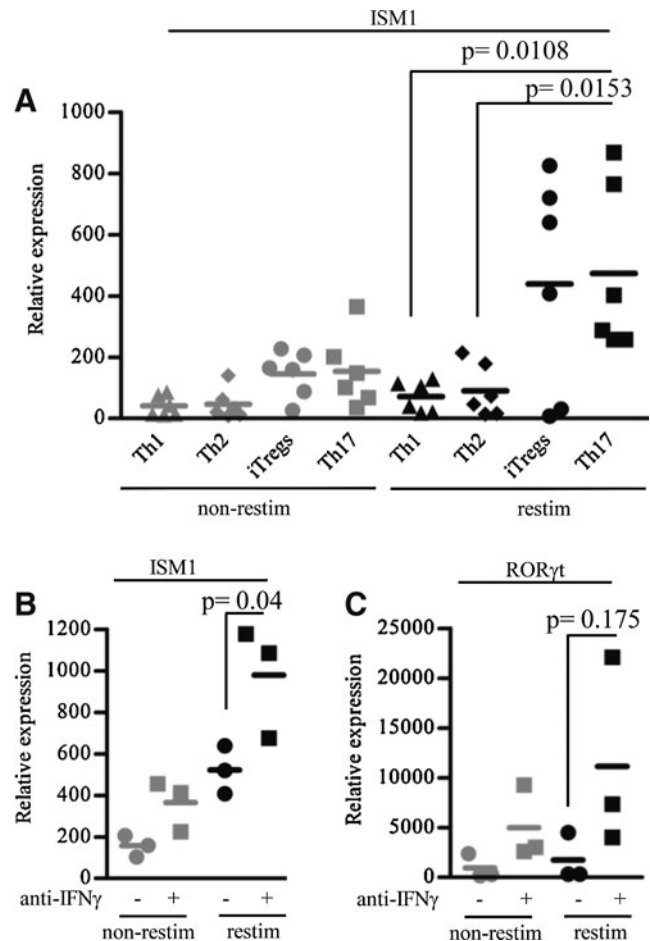 ISM1
p= 0.0108
A
p= 0.0153
1000
800
600
400
200
0
Relative expression
Th1 Th2 iTregs Th17 Th1 Th2 iTregs Th17
non-restim restim
B ISM1
p= 0.04
1200
1000
800
600
400
200
0
Relative expression
anti-IFNγ - + - +
non-restim restim
C RORγt
p= 0.175
25000
20000
15000
10000
5000
0
Relative expression
anti-IFNγ - + - +
non-restim restim